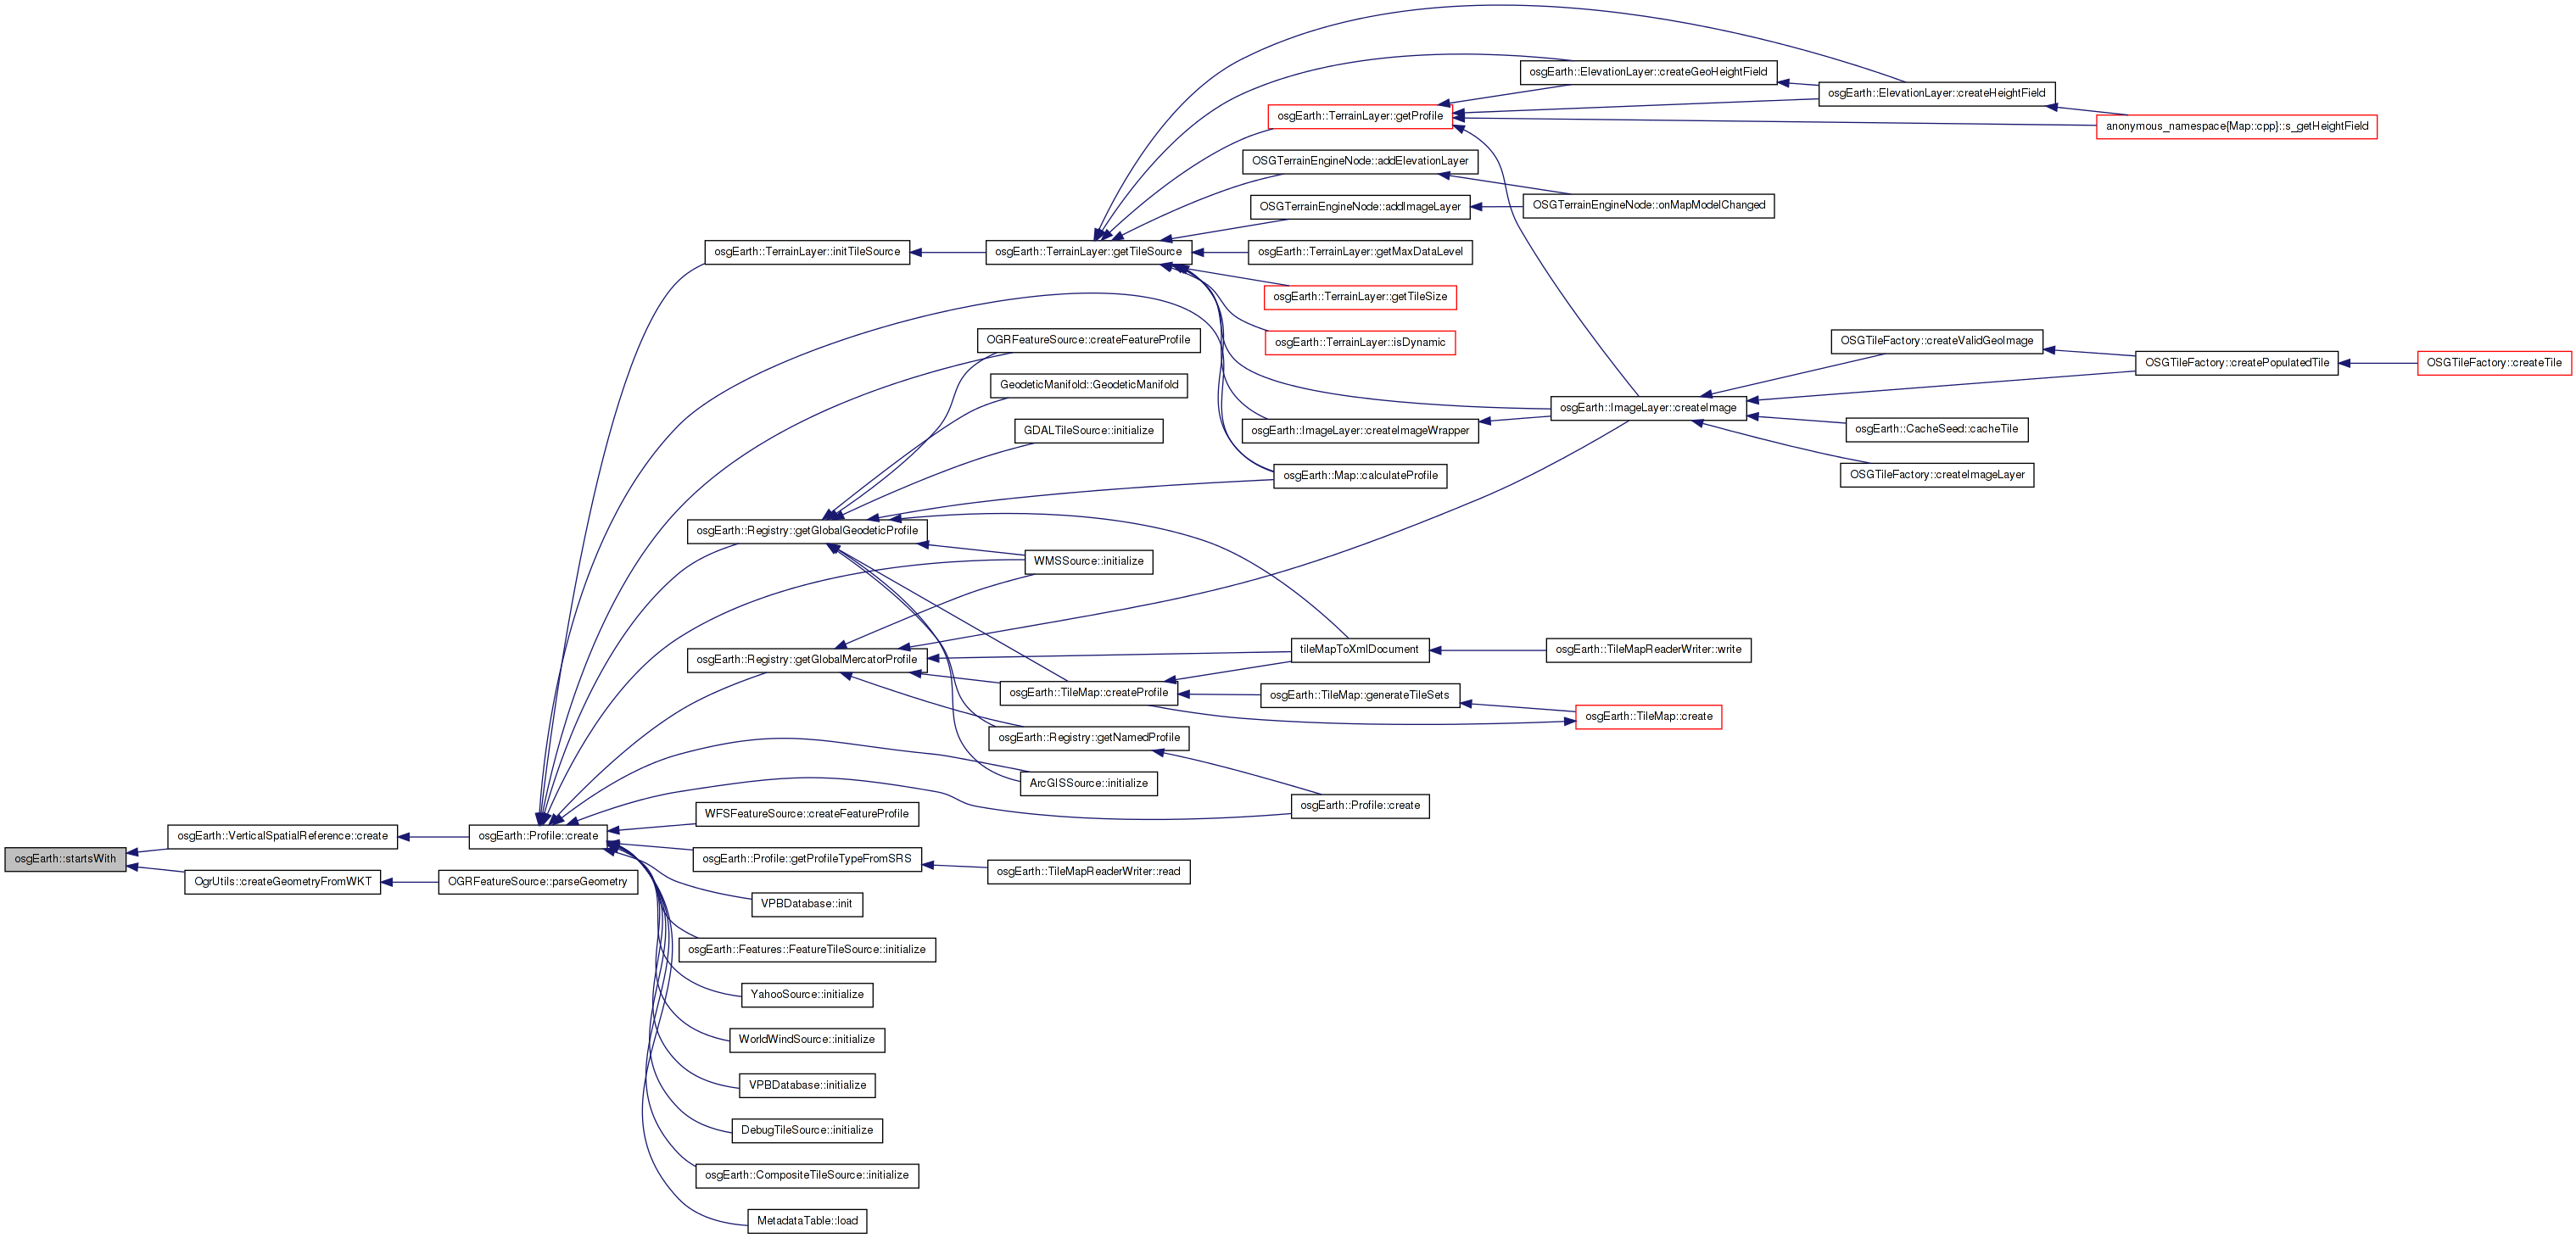 osgEarth::ElevationLayer::createGeoHeightField
osgEarth::ElevationLayer::createHeightField
osgEarth::TerrainLayer::getProfile
anonymous_namespace{Map::cpp}::s_getHeightField
OSGTerrainEngineNode::addElevationLayer
OSGTerrainEngineNode::addImageLayer
OSGTerrainEngineNode::onMapModelChanged
osgEarth::TerrainLayer::initTileSource
osgEarth::TerrainLayer::getTileSource
osgEarth::TerrainLayer::getMaxDataLevel
osgEarth::TerrainLayer::getTileSize
OGRFeatureSource::createFeatureProfile
osgEarth::TerrainLayer::isDynamic
OSGTileFactory::createValidGeoImage
OSGTileFactory::createPopulatedTile
OSGTileFactory::createTile
GeodeticManifold::GeodeticManifold
osgEarth::ImageLayer::createImage
GDALTileSource::initialize
osgEarth::ImageLayer::createImageWrapper
osgEarth::CacheSeed::cacheTile
osgEarth::Map::calculateProfile
OSGTileFactory::createImageLayer
osgEarth::Registry::getGlobalGeodeticProfile
WMSSource::initialize
osgEarth::Registry::getGlobalMercatorProfile
tileMapToXmlDocument
osgEarth::TileMapReaderWriter::write
osgEarth::TileMap::createProfile
osgEarth::TileMap::generateTileSets
osgEarth::TileMap::create
osgEarth::Registry::getNamedProfile
ArcGISSource::initialize
osgEarth::Profile::create
WFSFeatureSource::createFeatureProfile
osgEarth::VerticalSpatialReference::create
osgEarth::Profile::create
osgEarth::startsWith
osgEarth::Profile::getProfileTypeFromSRS
osgEarth::TileMapReaderWriter::read
OgrUtils::createGeometryFromWKT
OGRFeatureSource::parseGeometry
VPBDatabase::init
osgEarth::Features::FeatureTileSource::initialize
YahooSource::initialize
WorldWindSource::initialize
VPBDatabase::initialize
DebugTileSource::initialize
osgEarth::CompositeTileSource::initialize
MetadataTable::load